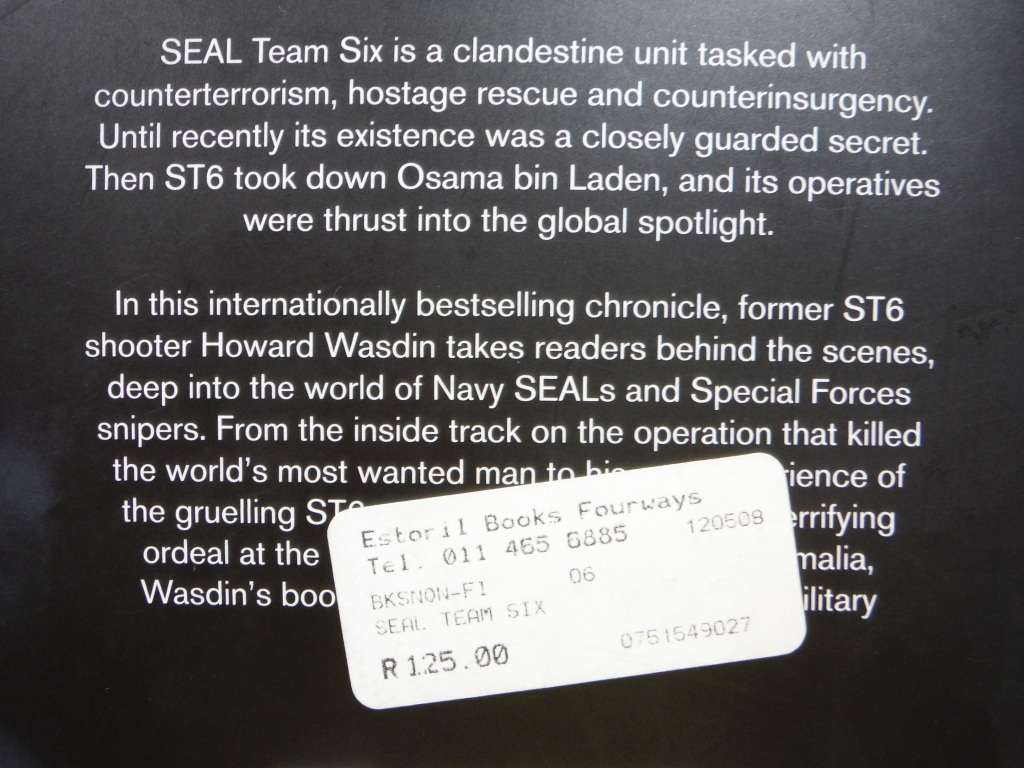 SEAL Team Six is a clandestine unit tasked with
counterterrorism, hostage rescue and counterinsurgency.
Until recently its existence was a closely guarded secret.
Then ST6 took down Osama bin Laden, and its operatives
were thrust into the global spotlight.
In this internationally bestselling chronicle, former ST6
shooter Howard Wasdin takes readers behind the scenes,
deep into the world of Navy SEALs and Special Forces
snipers. From the inside track on the operation that killed
the world's most wanted man to his rience of
the gruelling ST6 errifying
ordeal at the malia,
Wasdin's boo ilitary
Estoril Books Fourways
Tel. 011 465 6885 120508
BKSNON-FI 06
SEAL TEAM SIX
R 125.00 0751549027